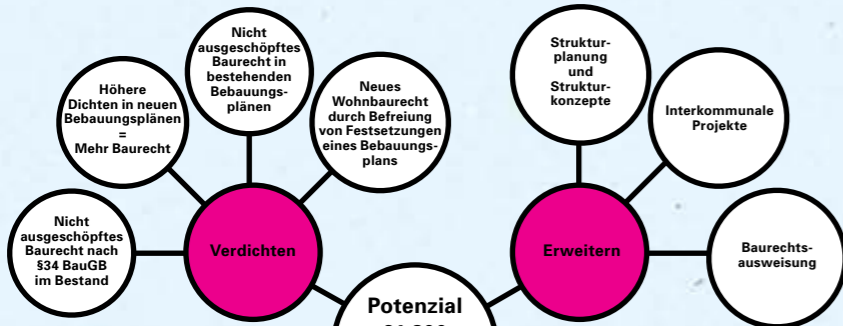 Nicht
ausgeschöpftes
Baurecht in
bestehenden
Bebauungs-
plänen
Höhere
Dichten in neuen
Bebauungsplänen
=
Mehr Baurecht
Neues
Wohnbaurecht
durch Befreiung
von Festsetzungen
eines Bebauungs-
plans
Nicht
ausgeschöpftes
Baurecht nach
§34 BauGB
im Bestand
Verdichten
Struktur-
planung
und
Struktur-
konzepte
Interkommunale
Projekte
Erweitern
Baurechts-
ausweisung
Potenzial